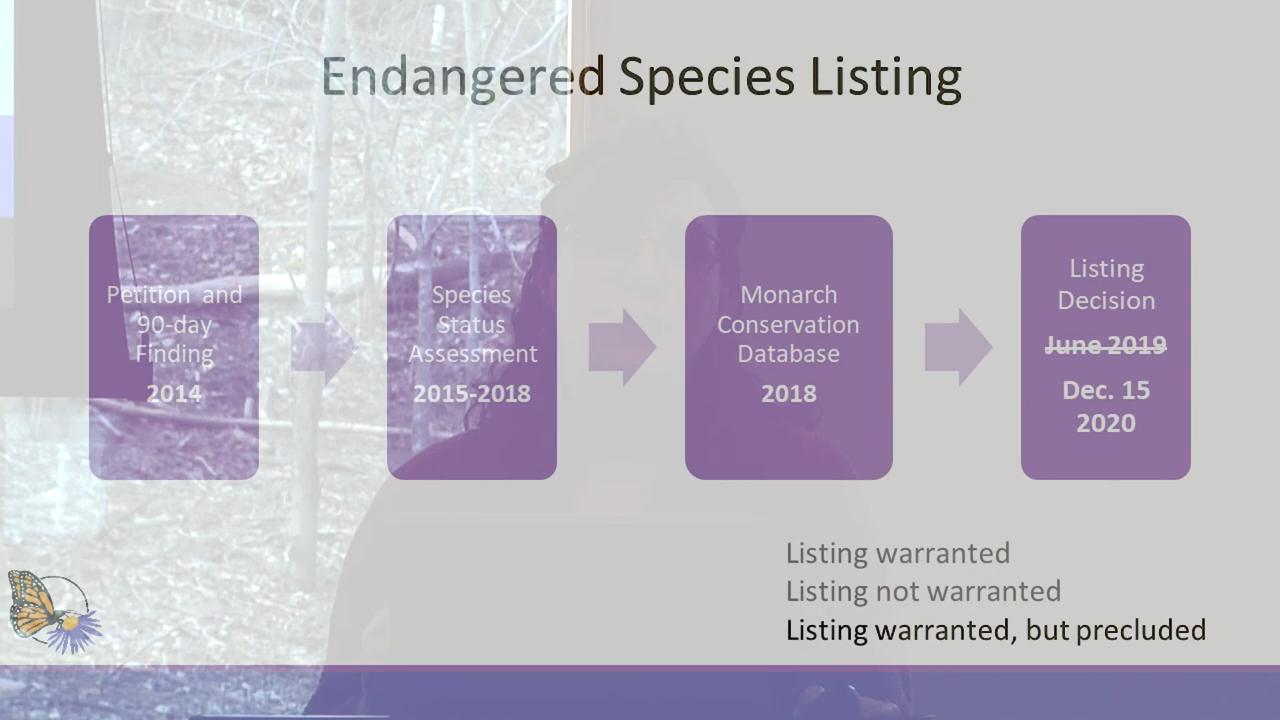 Endangered Species Listing
Petition and
90-day
Finding
2014
Species
Status
Assessment
2015-2018
Monarch
Conservation
Database
2018
Listing
Decision
June 2019
Dec. 15
2020
Listing warranted
Listing not warranted
Listing warranted, but precluded